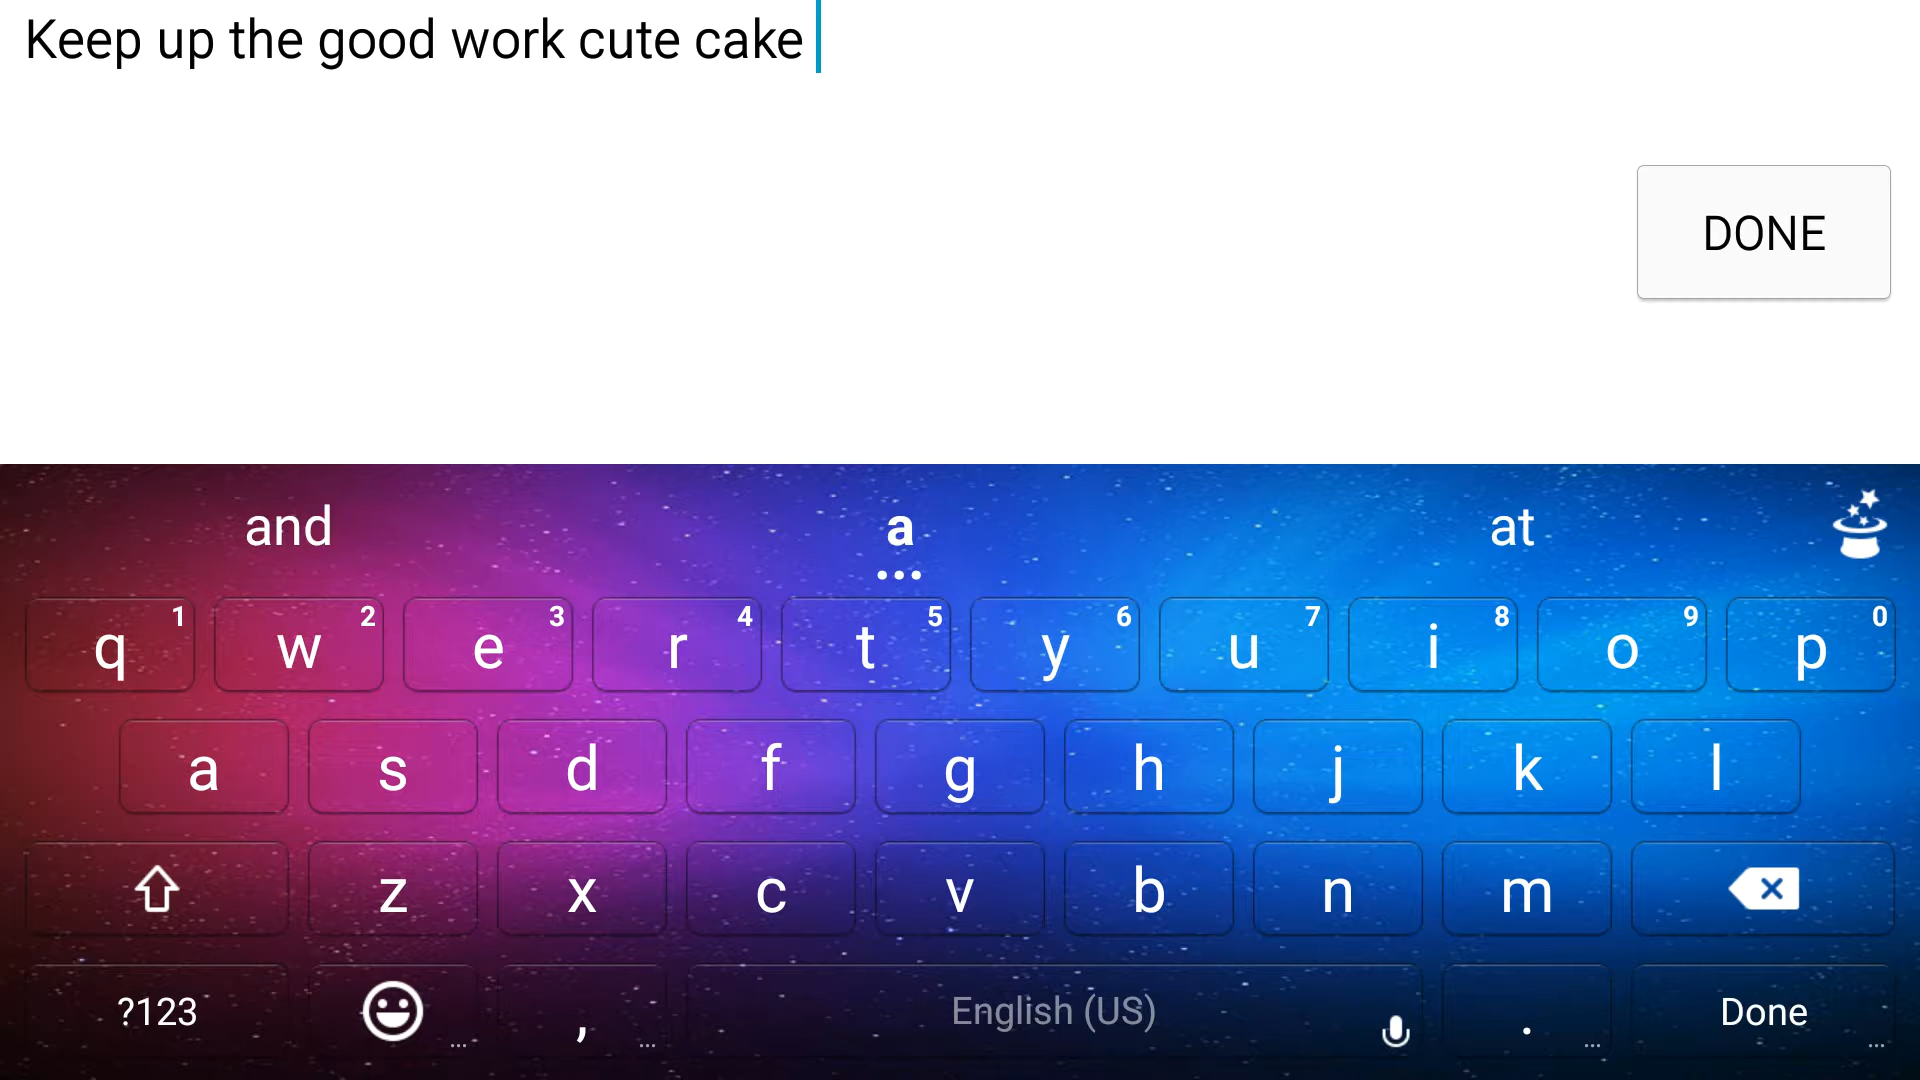 Keep up the good work cute cake
DONE
and a at
q 1 w 2 e 3 r 4 t 5 y 6 u 7 i 8 o 9 p 0
a s d f g h j k l
z x c v b n m
?123 , English (US) . Done